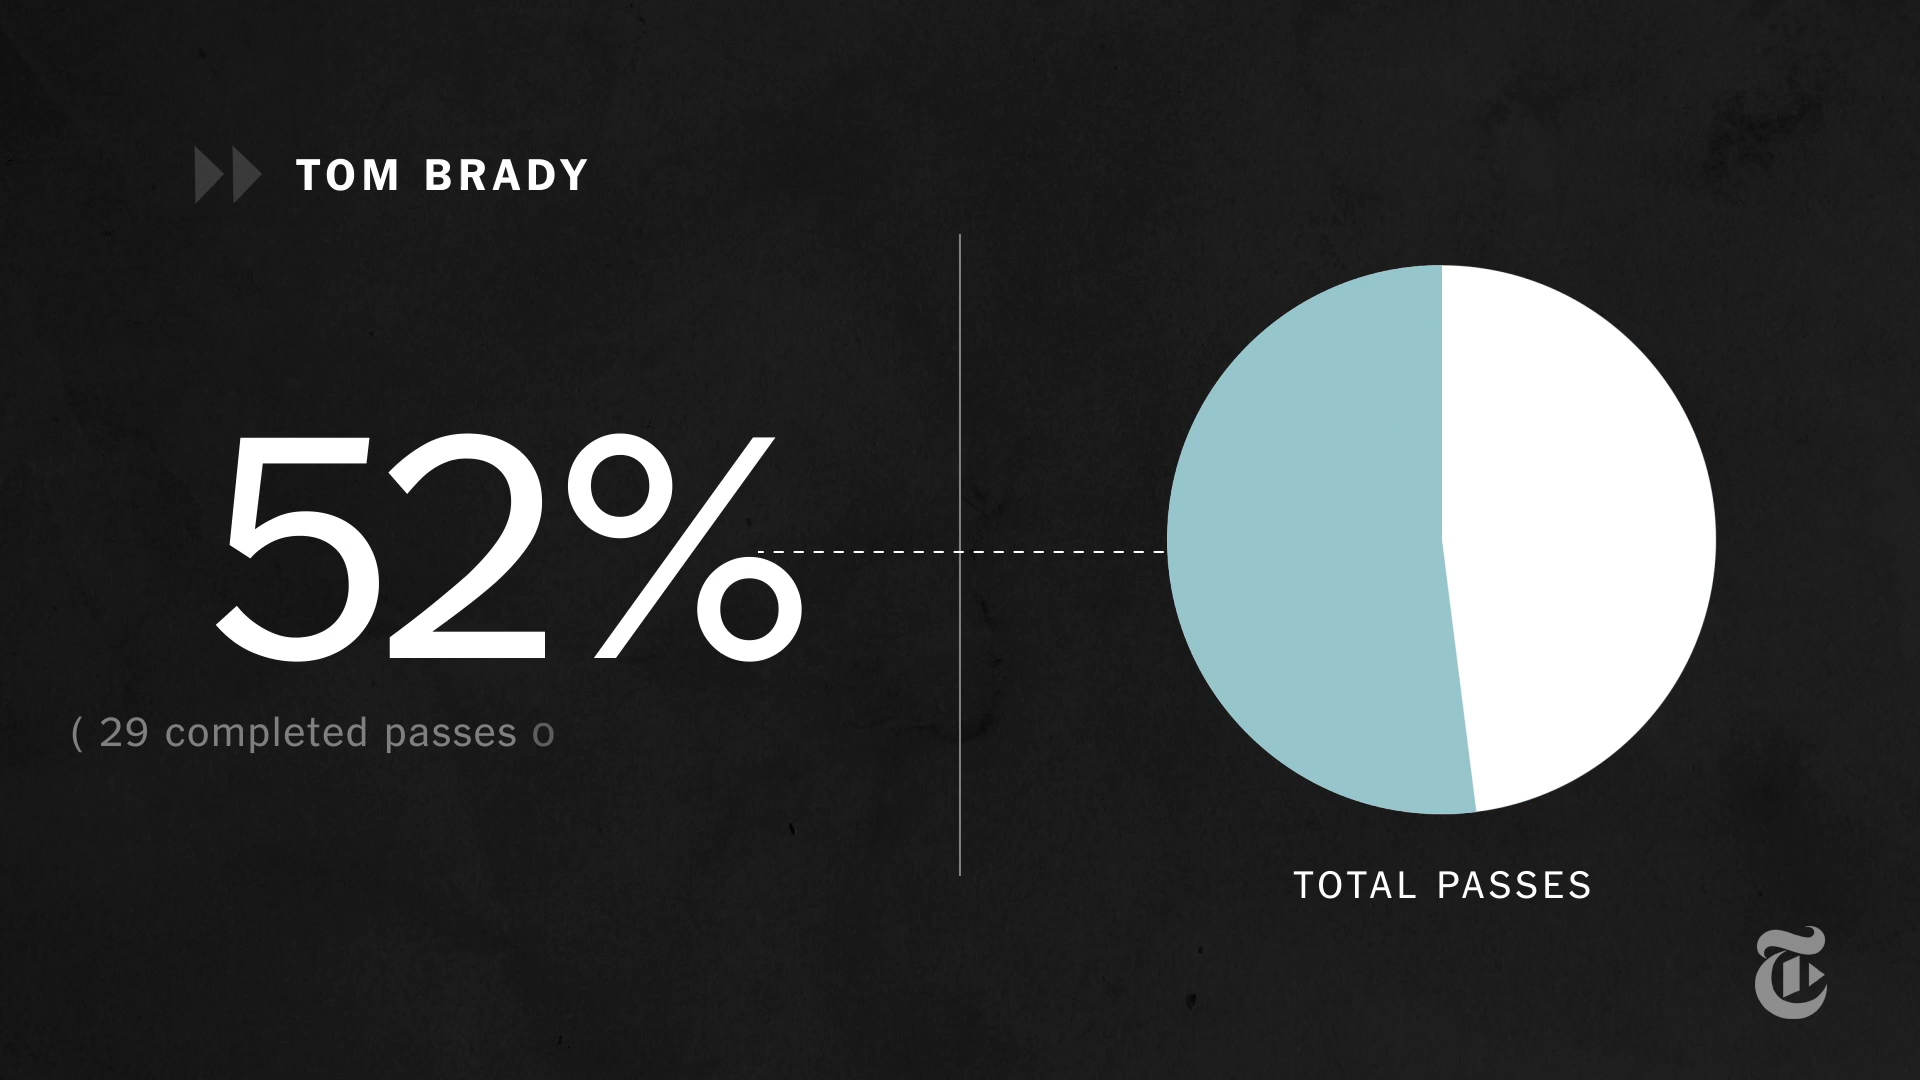 TOM BRADY
52%
( 29 completed passes o
TOTAL PASSES
T